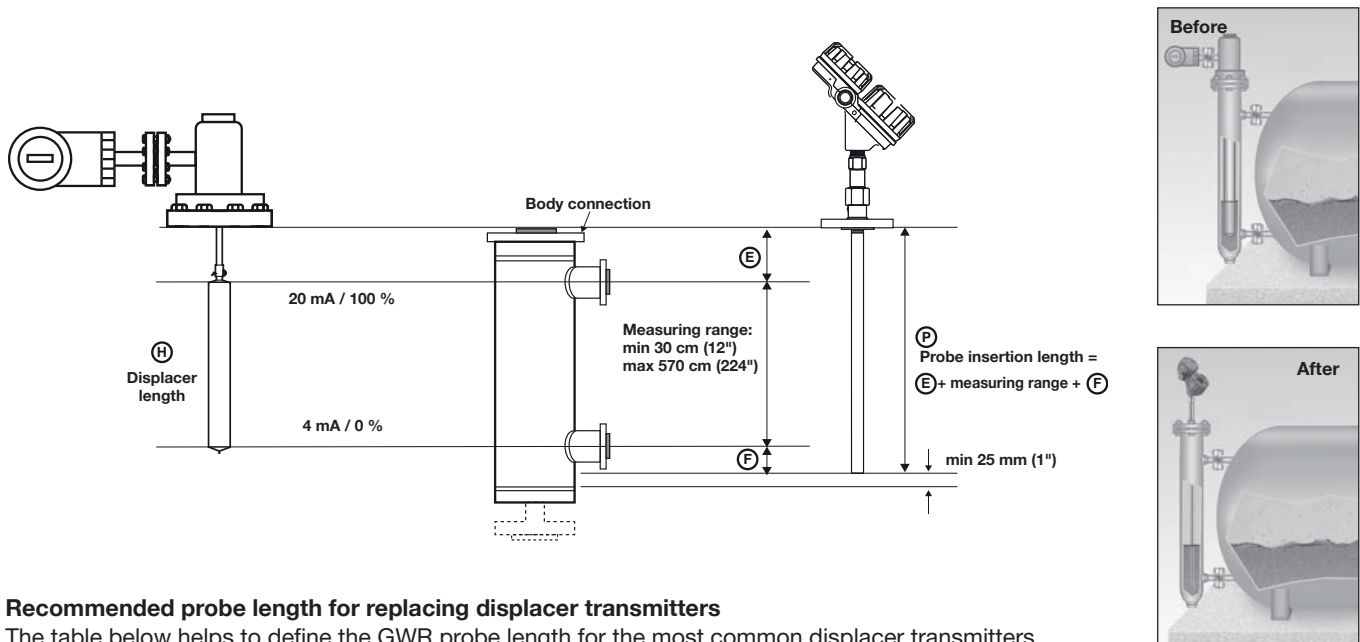 Before
Body connection
E
20 mA / 100 %
Measuring range:
min 30 cm (12")
max 570 cm (224")
H
Displacer
length
P
Probe insertion length =
E + measuring range + F
After
4 mA / 0 %
F
min 25 mm (1")
Recommended probe length for replacing displacer transmitters
The table below helps to define the GWR probe length for the most common displacer transmitters